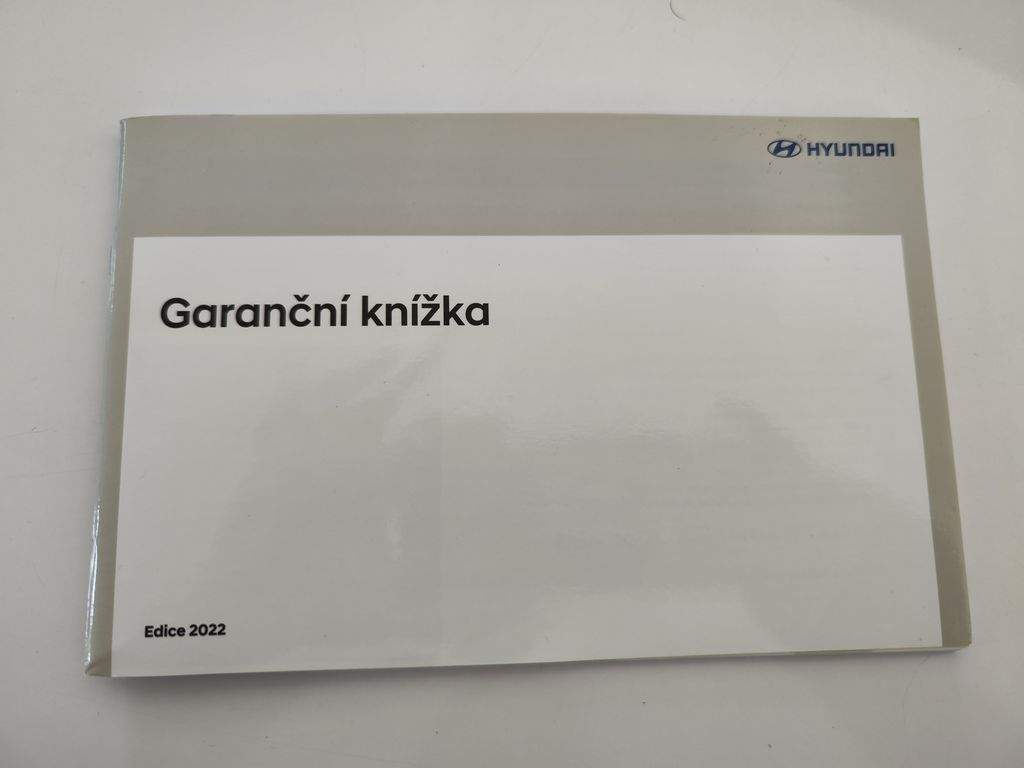 HYUNDAI
Garanční knížka
Edice 2022